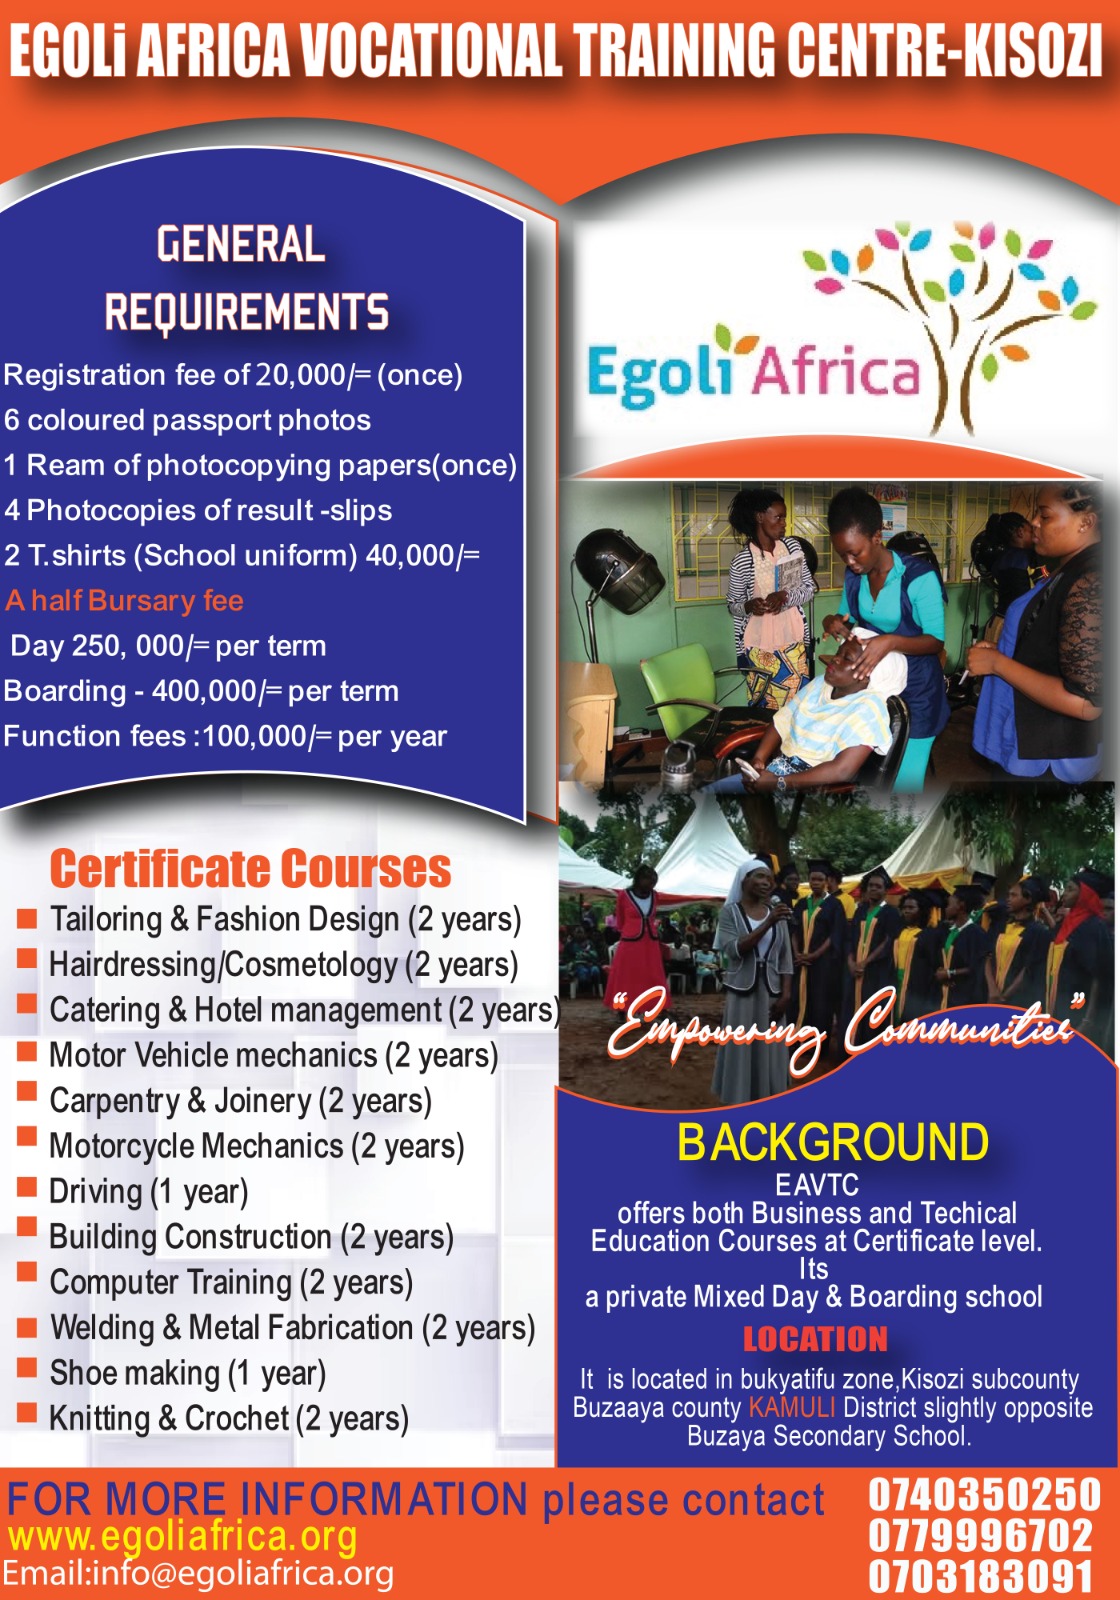 EGOLi AFRICA VOCATIONAL TRAINING CENTRE-KISOZI
GENERAL
REQUIREMENTS
Registration fee of 20,000/= (once)
6 coloured passport photos
1 Ream of photocopying papers(once)
4 Photocopies of result -slips
2 T.shirts (School uniform) 40,000/=
A half Bursary fee
Day 250, 000/= per term
Boarding - 400,000/= per term
Function fees :100,000/= per year
Egoli Africa
Certificate Courses
Tailoring & Fashion Design (2 years)
Hairdressing/Cosmetology (2 years)
Catering & Hotel management (2 years)
Motor Vehicle mechanics (2 years)
Carpentry & Joinery (2 years)
Motorcycle Mechanics (2 years)
Driving (1 year)
Building Construction (2 years)
Computer Training (2 years)
Welding & Metal Fabrication (2 years)
Shoe making (1 year)
Knitting & Crochet (2 years)
“Empowering Communities”
BACKGROUND
EAVTC
offers both Business and Techical
Education Courses at Certificate level.
Its
a private Mixed Day & Boarding school
LOCATION
It is located in bukyatifu zone,Kisozi subcounty
Buzaaya county KAMULI District slightly opposite
Buzaya Secondary School.
FOR MORE INFORMATION please contact
www.egoliafrica.org
Email:info@egoliafrica.org
0740350250
0779996702
0703183091